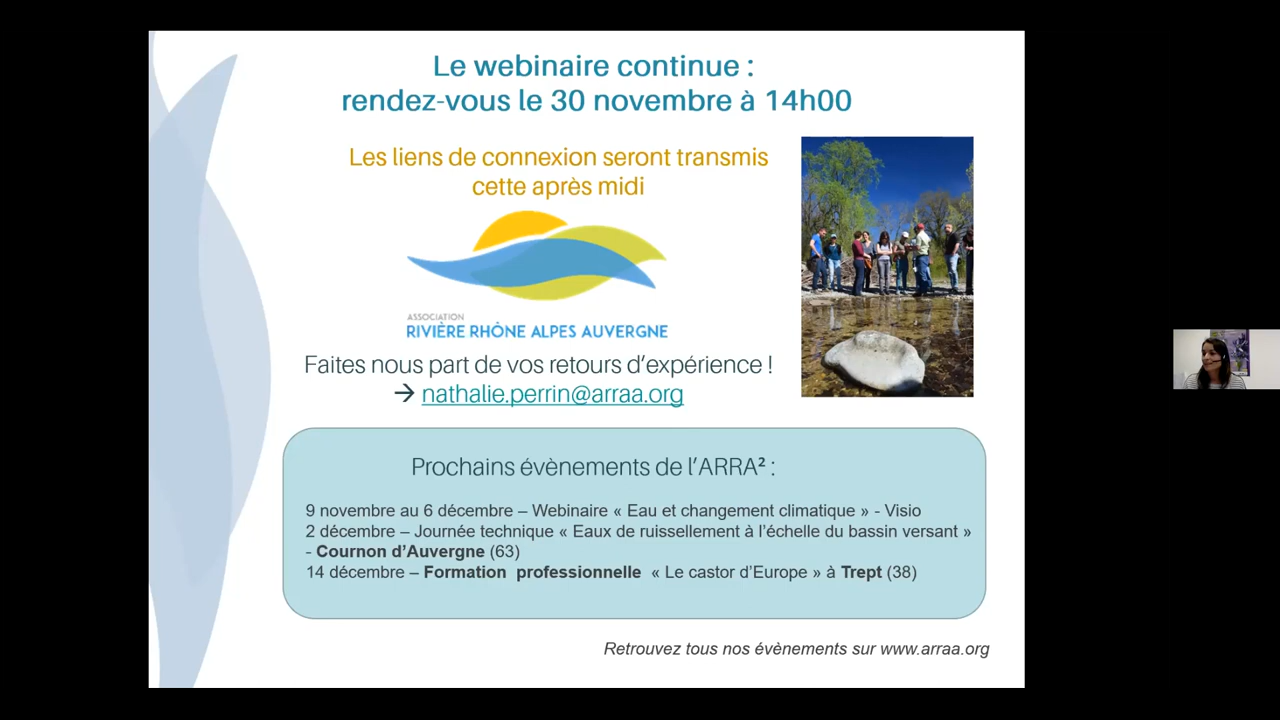 Le webinaire continue :
rendez-vous le 30 novembre à 14h00
Les liens de connexion seront transmis
cette après midi
ASSOCIATION
RIVIÈRE RHÔNE ALPES AUVERGNE
Faites nous part de vos retours d'expérience !
→ nathalie.perrin@arraa.org
Prochains évènements de l'ARRA² :
9 novembre au 6 décembre – Webinaire « Eau et changement climatique » - Visio
2 décembre – Journée technique « Eaux de ruissellement à l'échelle du bassin versant »
- Cournon d'Auvergne (63)
14 décembre – Formation professionnelle « Le castor d'Europe » à Trept (38)
Retrouvez tous nos évènements sur www.arraa.org